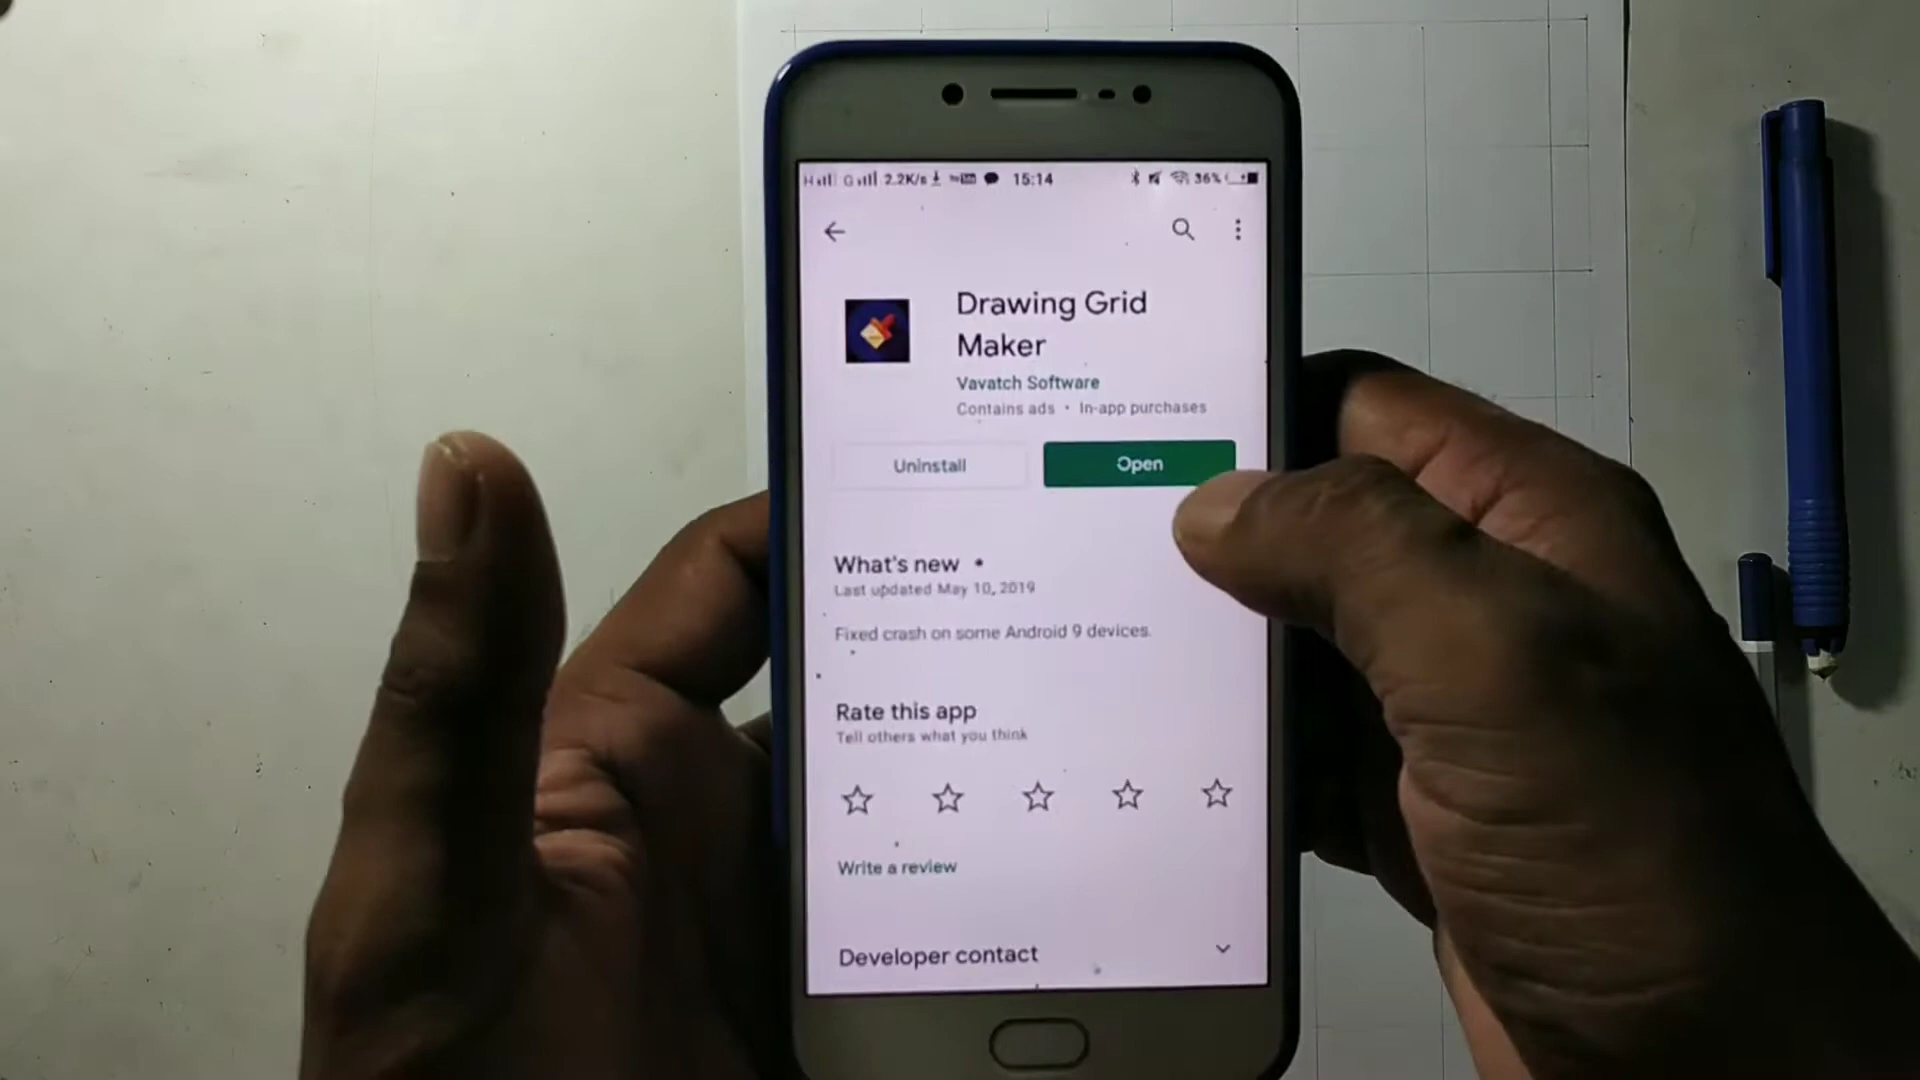 2.2K/s 15:14 36%
Drawing Grid
Maker
Vavatch Software
Contains ads • In-app purchases
Uninstall Open
What's new •
Last updated May 10, 2019
Fixed crash on some Android 9 devices.
Rate this app
Tell others what you think
Write a review
Developer contact